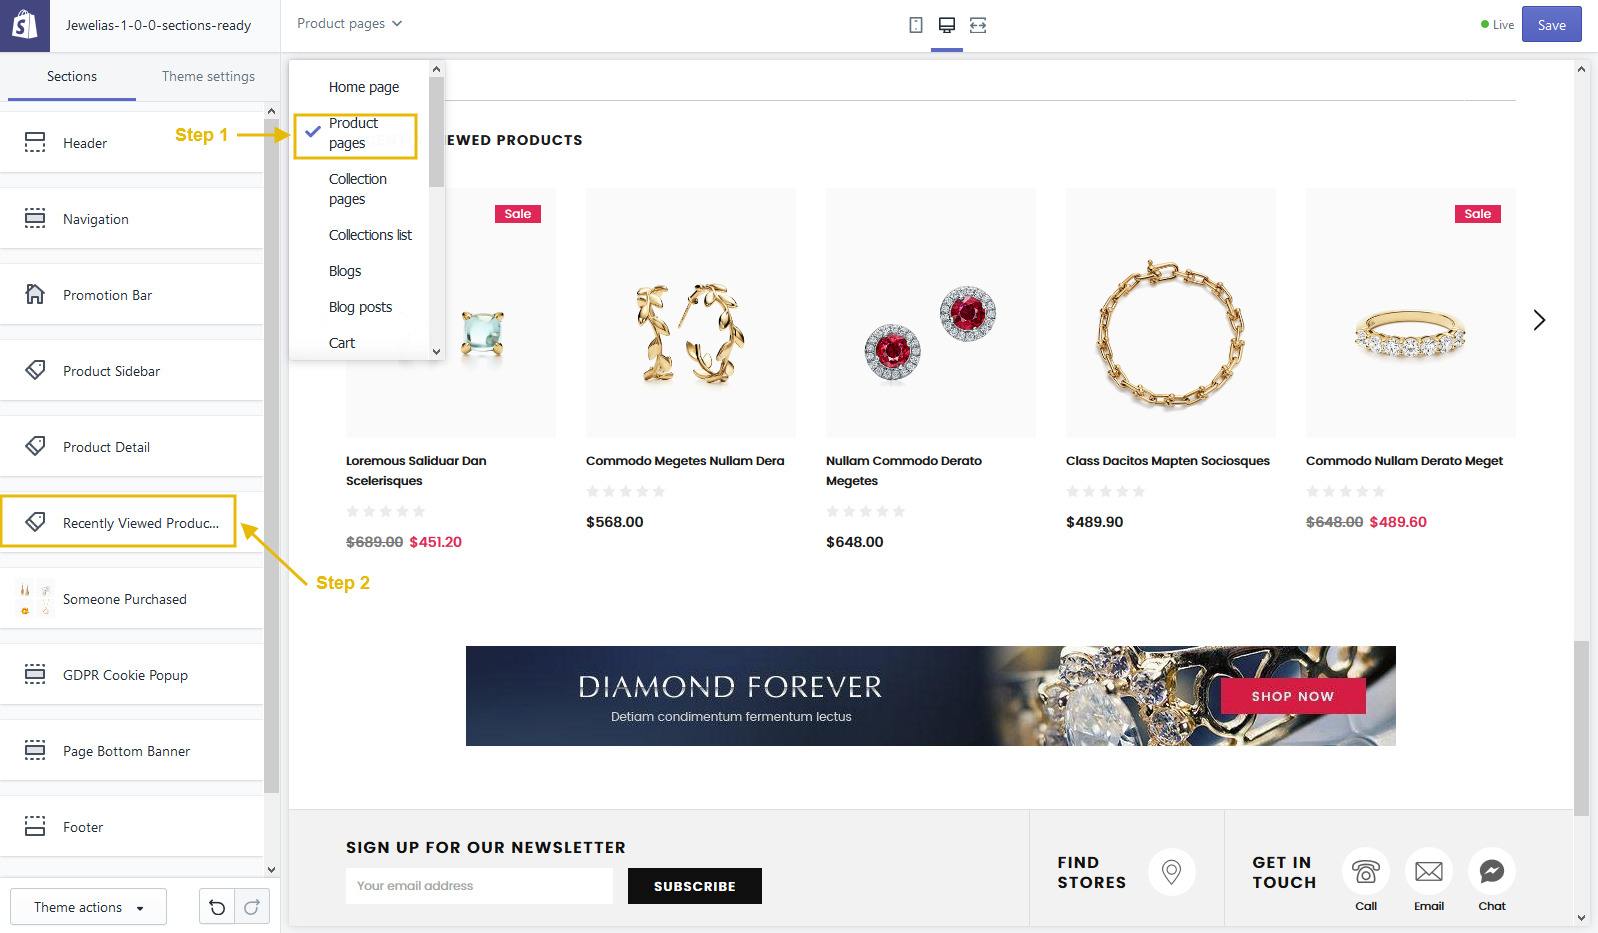 Jewelias-1-0-0-sections-ready
Product pages
Live
Save
Sections
Theme settings
Header
Navigation
Promotion Bar
Product Sidebar
Product Detail
Recently Viewed Produc...
Someone Purchased
GDPR Cookie Popup
Page Bottom Banner
Footer
Theme actions
Step 1
Step 2
Home page
Product
pages
Collection
pages
Collections list
Blogs
Blog posts
Cart
EWED PRODUCTS
Sale
Sale
Loremous Saliduar Dan
Scelerisques
$689.00 $451.20
Commodo Megetes Nullam Dera
$568.00
Nullam Commodo Derato
Megetes
$648.00
Class Dacitos Mapten Sociosques
$489.90
Commodo Nullam Derato Meget
$648.00 $489.60
DIAMOND FOREVER
Detiam condimentum fermentum lectus
SHOP NOW
SIGN UP FOR OUR NEWSLETTER
Your email address
SUBSCRIBE
FIND
STORES
GET IN
TOUCH
Call
Email
Chat